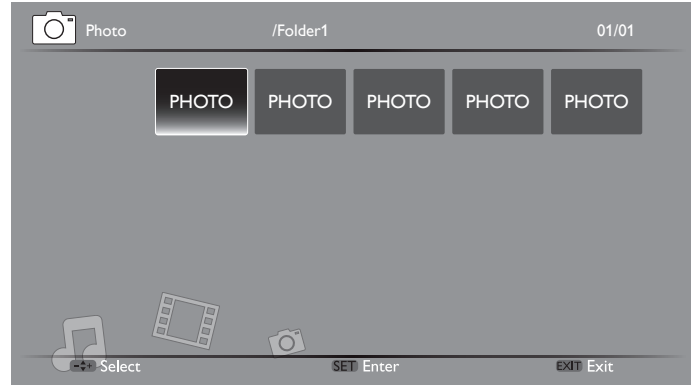 Photo /Folder1 01/01
PHOTO PHOTO PHOTO PHOTO PHOTO
-÷+ Select SET Enter EXIT Exit